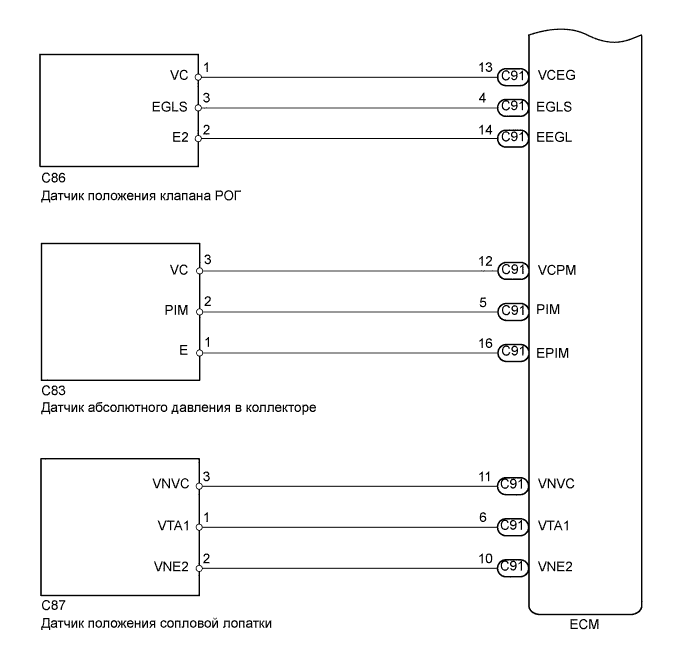 VC 1 13 C91 VCEG
EGLS 3 4 C91 EGLS
E2 2 14 C91 EEGL
C86
Датчик положения клапана РОГ
VC 3 12 C91 VCPM
PIM 2 5 C91 PIM
E 1 16 C91 EPIM
C83
Датчик абсолютного давления в коллекторе
VNVC 3 11 C91 VNVC
VTA1 1 6 C91 VTA1
VNE2 2 10 C91 VNE2
C87
Датчик положения сопловой лопатки
ECM